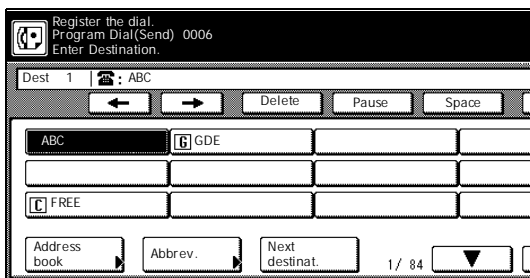 Register the dial.
Program Dial(Send) 0006
Enter Destination.
Dest 1 : ABC
Delete Pause Space
ABC G GDE
C FREE
Address book Abbrev. Next destinat. 1/ 84